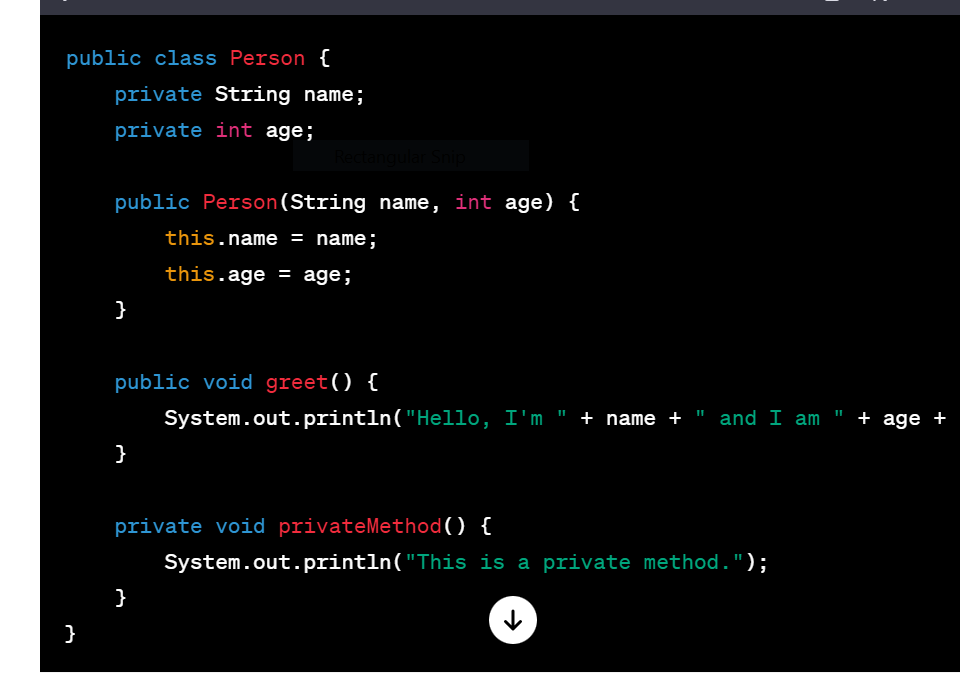 public class Person {
    private String name;
    private int age;
Rectangular Snip
    public Person(String name, int age) {
        this.name = name;
        this.age = age;
    }
    public void greet() {
        System.out.println("Hello, I'm " + name + " and I am " + age +
    }
    private void privateMethod() {
        System.out.println("This is a private method.");
    }
}